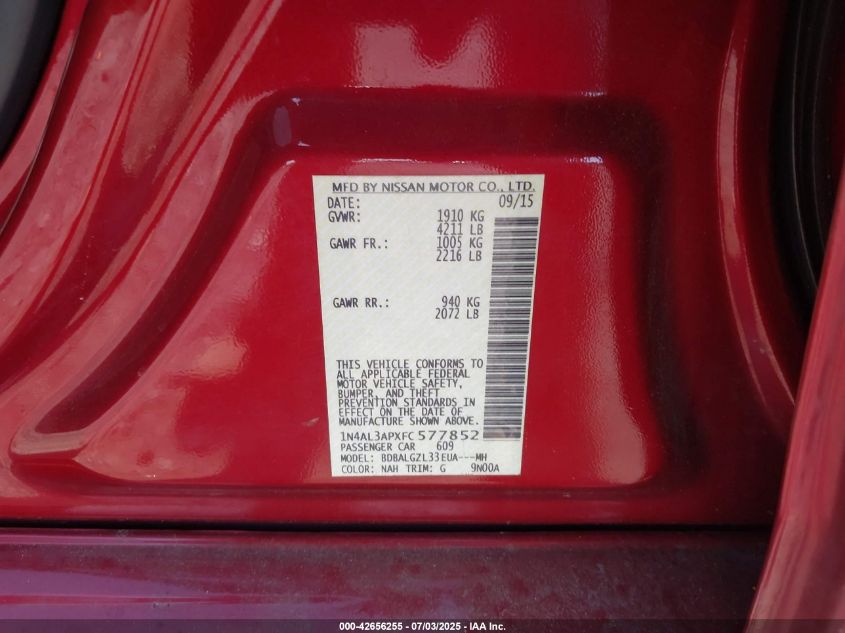 MFD BY NISSAN MOTOR CO., LTD.
DATE: 09/15
GVWR: 1910 KG
4211 LB
GAWR FR.: 1005 KG
2216 LB
GAWR RR.: 940 KG
2072 LB
THIS VEHICLE CONFORMS TO
ALL APPLICABLE FEDERAL
MOTOR VEHICLE SAFETY,
BUMPER, AND THEFT
PREVENTION STANDARDS IN
EFFECT ON THE DATE OF
MANUFACTURE SHOWN ABOVE.
1N4AL3APXFC577852
PASSENGER CAR 609
MODEL: BDBALGZL33EUA---MH
COLOR: NAH TRIM: G 9N00A
000-42656255 - 07/03/2025 - IAA Inc.